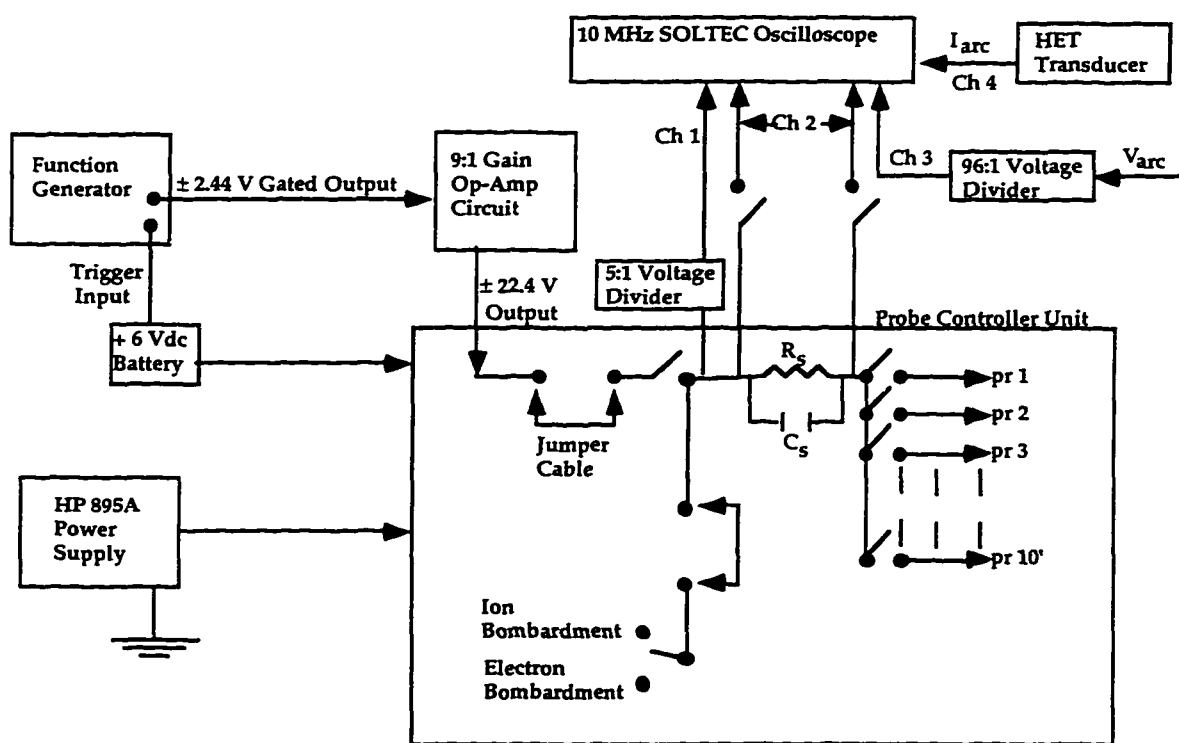 10 MHz SOLTEC Oscilloscope
I arc
Ch 4
HET
Transducer
Ch 1
Ch 2
Ch 3
96:1 Voltage
Divider
V arc
Function
Generator
± 2.44 V Gated Output
9:1 Gain
Op-Amp
Circuit
Trigger
Input
± 22.4 V
Output
5:1 Voltage
Divider
Probe Controller Unit
+ 6 Vdc
Battery
R s
C s
Jumper
Cable
pr 1
pr 2
pr 3
pr 10'
HP 895A
Power
Supply
Ion
Bombardment
Electron
Bombardment